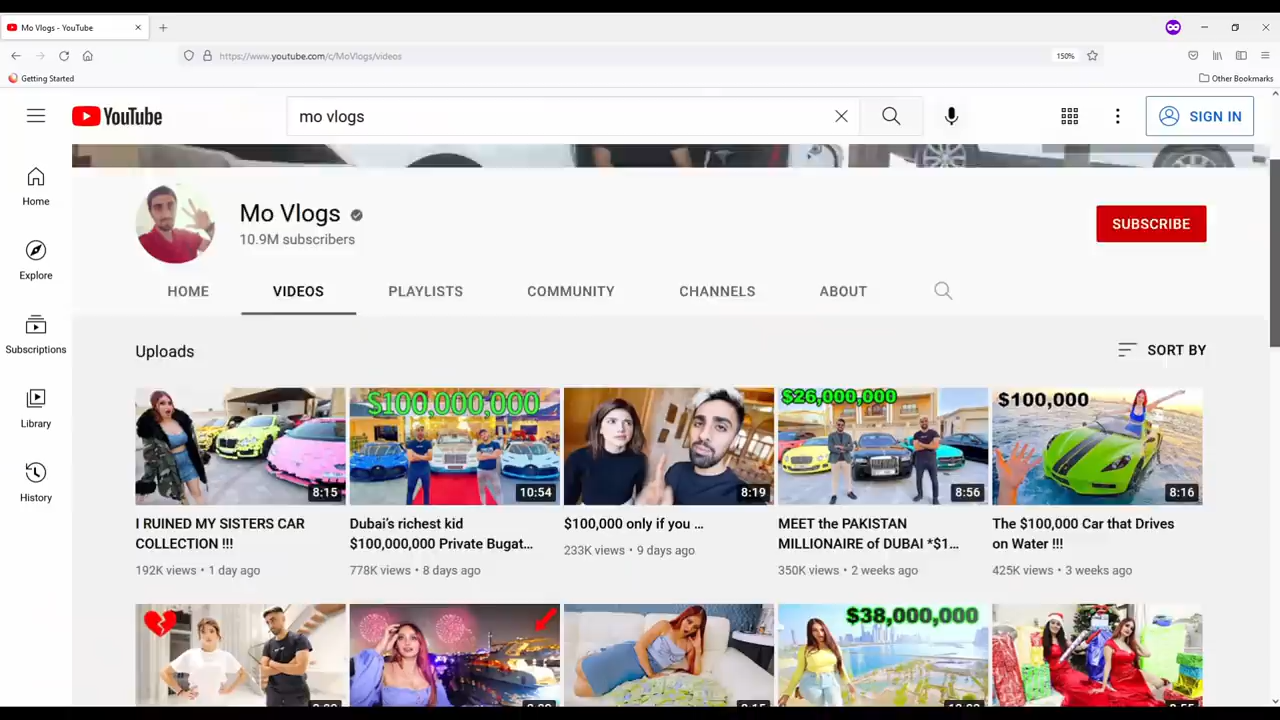 Mo Vlogs - YouTube
https://www.youtube.com/c/MoVlogs/videos
150%
Getting Started
Other Bookmarks
YouTube
mo vlogs
SIGN IN
Home
Explore
Subscriptions
Library
History
Mo Vlogs
10.9M subscribers
SUBSCRIBE
HOME VIDEOS PLAYLISTS COMMUNITY CHANNELS ABOUT
Uploads
SORT BY
8:15
$100,000,000
10:54
8:19
$26,000,000
8:56
$100,000
8:16
I RUINED MY SISTERS CAR
COLLECTION !!!
192K views • 1 day ago
Dubai's richest kid
$100,000,000 Private Bugat...
778K views • 8 days ago
$100,000 only if you ...
233K views • 9 days ago
MEET the PAKISTAN
MILLIONAIRE of DUBAI *$1...
350K views • 2 weeks ago
The $100,000 Car that Drives
on Water !!!
425K views • 3 weeks ago
$38,000,000